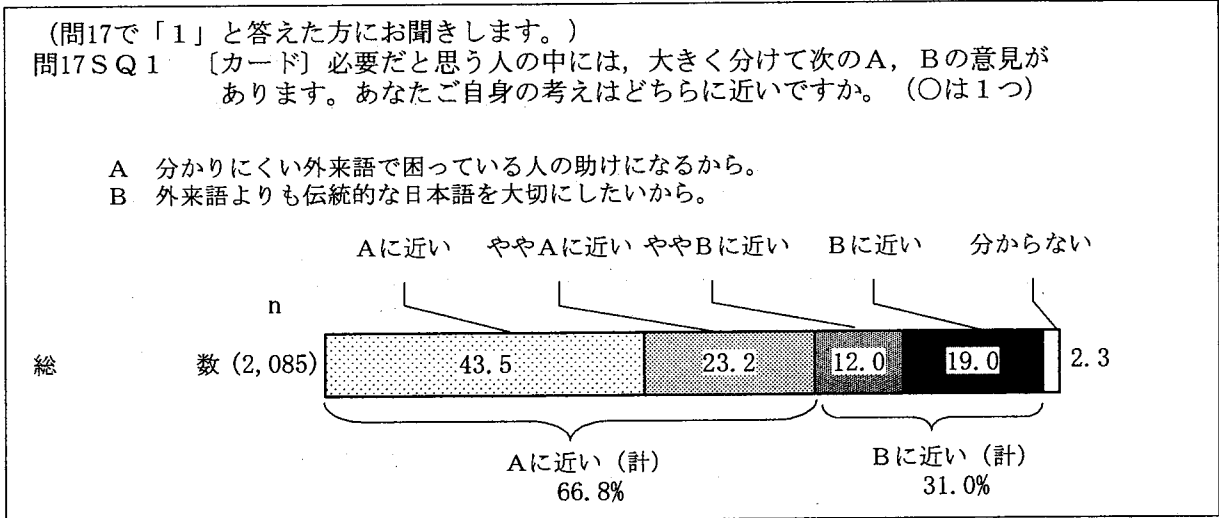 (問17で「1」と答えた方にお聞きします。)
問17SQ1 〔カード〕必要だと思う人の中には,大きく分けて次のA,Bの意見が
あります。あなたご自身の考えはどちらに近いですか。(○は1つ)
A 分かりにくい外来語で困っている人の助けになるから。
B 外来語よりも伝統的な日本語を大切にしたいから。
Aに近い ややAに近い ややBに近い Bに近い 分からない
n
総 数 (2,085) 43.5 23.2 12.0 19.0 2.3
Aに近い(計) Bに近い(計)
66.8% 31.0%